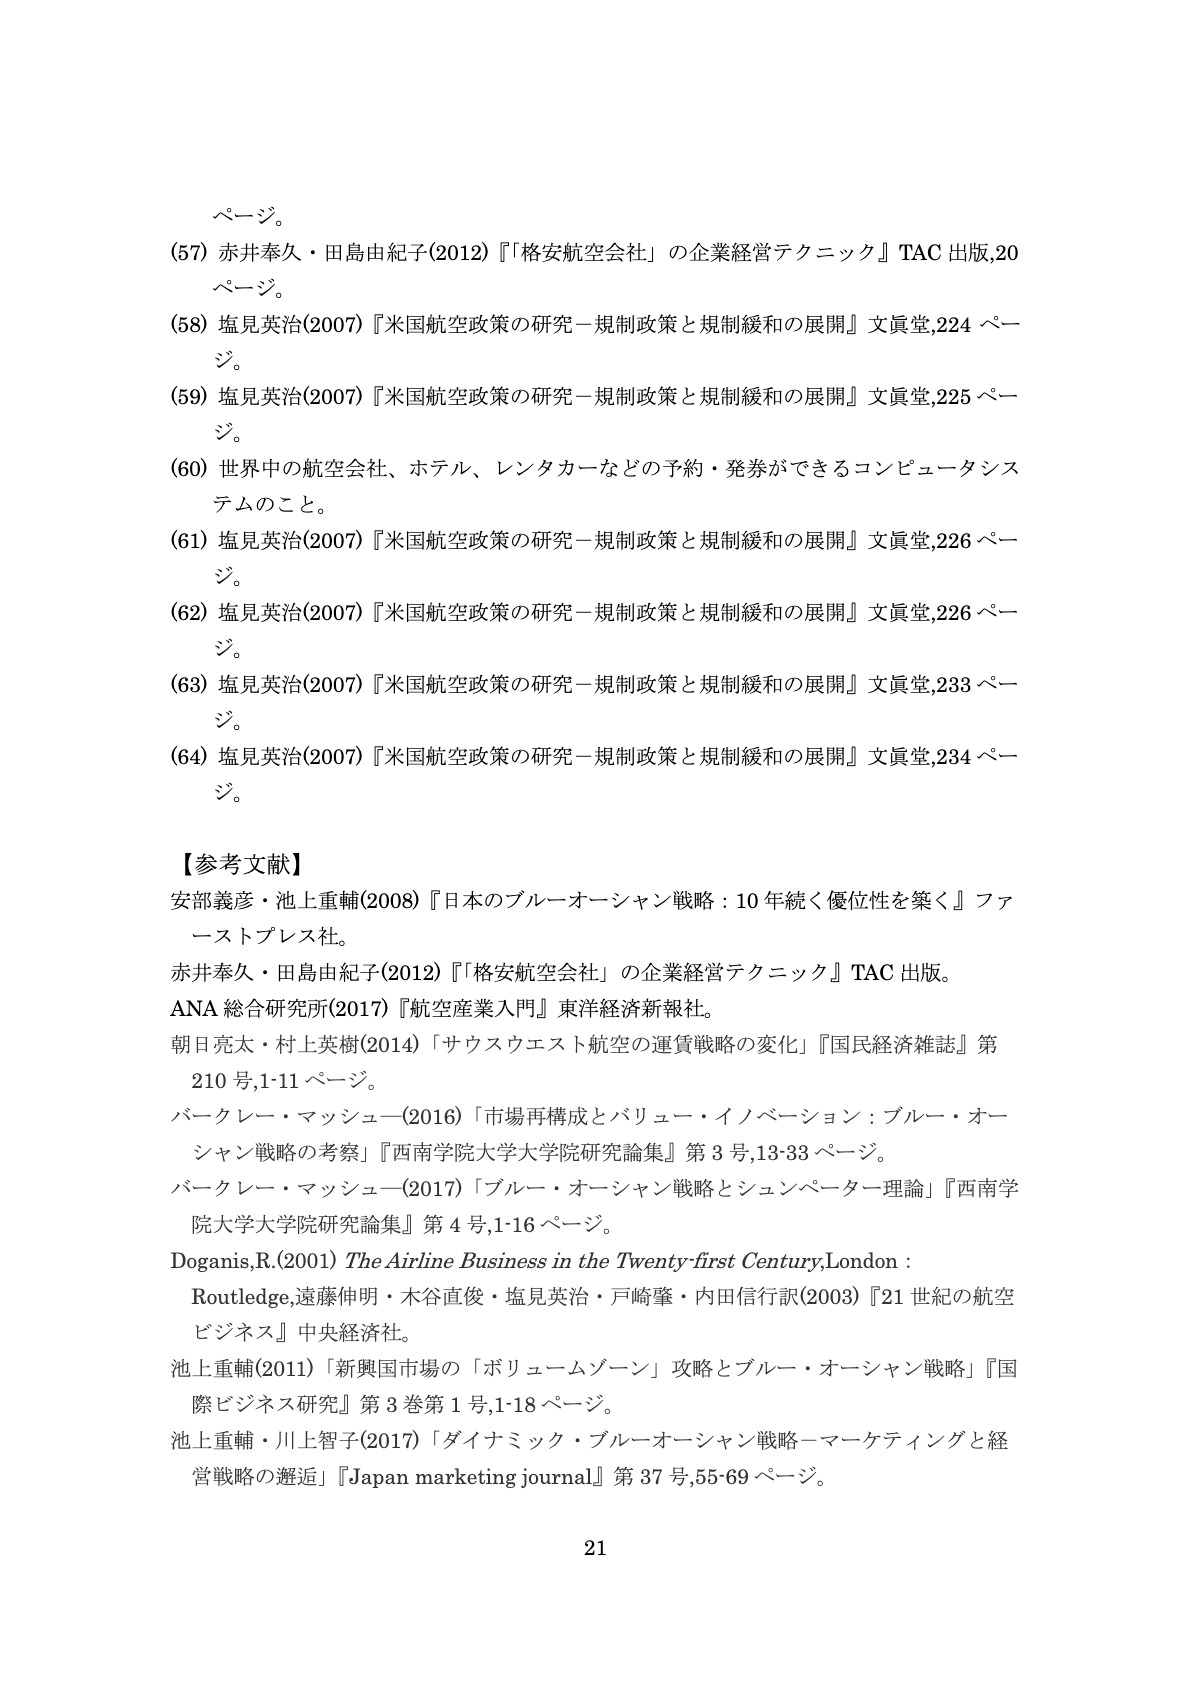 ページ。
(57) 赤井奉久・田島由紀子(2012)『「格安航空会社」の企業経営テクニック』TAC 出版,20
ページ。
(58) 塩見英治(2007)『米国航空政策の研究－規制政策と規制緩和の展開』文眞堂,224 ペー
ジ。
(59) 塩見英治(2007)『米国航空政策の研究－規制政策と規制緩和の展開』文眞堂,225 ペー
ジ。
(60) 世界中の航空会社、ホテル、レンタカーなどの予約・発券ができるコンピュータシス
テムのこと。
(61) 塩見英治(2007)『米国航空政策の研究－規制政策と規制緩和の展開』文眞堂,226 ペー
ジ。
(62) 塩見英治(2007)『米国航空政策の研究－規制政策と規制緩和の展開』文眞堂,226 ペー
ジ。
(63) 塩見英治(2007)『米国航空政策の研究－規制政策と規制緩和の展開』文眞堂,233 ペー
ジ。
(64) 塩見英治(2007)『米国航空政策の研究－規制政策と規制緩和の展開』文眞堂,234 ペー
ジ。
【参考文献】
安部義彦・池上重輔(2008)『日本のブルーオーシャン戦略 : 10 年続く優位性を築く』ファ
ーストプレス社。
赤井奉久・田島由紀子(2012)『「格安航空会社」の企業経営テクニック』TAC 出版。
ANA 総合研究所(2017)『航空産業入門』東洋経済新報社。
朝日亮太・村上英樹(2014)「サウスウエスト航空の運賃戦略の変化」『国民経済雑誌』第
210 号,1-11 ページ。
バークレー・マッシュ―(2016)「市場再構成とバリュー・イノベーション : ブルー・オー
シャン戦略の考察」『西南学院大学大学院研究論集』第 3 号,13-33 ページ。
バークレー・マッシュ―(2017)「ブルー・オーシャン戦略とシュンペーター理論」『西南学
院大学大学院研究論集』第 4 号,1-16 ページ。
Doganis,R.(2001) The Airline Business in the Twenty-first Century,London :
Routledge,遠藤伸明・木谷直俊・塩見英治・戸崎肇・内田信行訳(2003)『21 世紀の航空
ビジネス』中央経済社。
池上重輔(2011)「新興国市場の「ボリュームゾーン」攻略とブルー・オーシャン戦略」『国
際ビジネス研究』第 3 巻第 1 号,1-18 ページ。
池上重輔・川上智子(2017)「ダイナミック・ブルーオーシャン戦略－マーケティングと経
営戦略の邂逅」『Japan marketing journal』第 37 号,55-69 ページ。
21